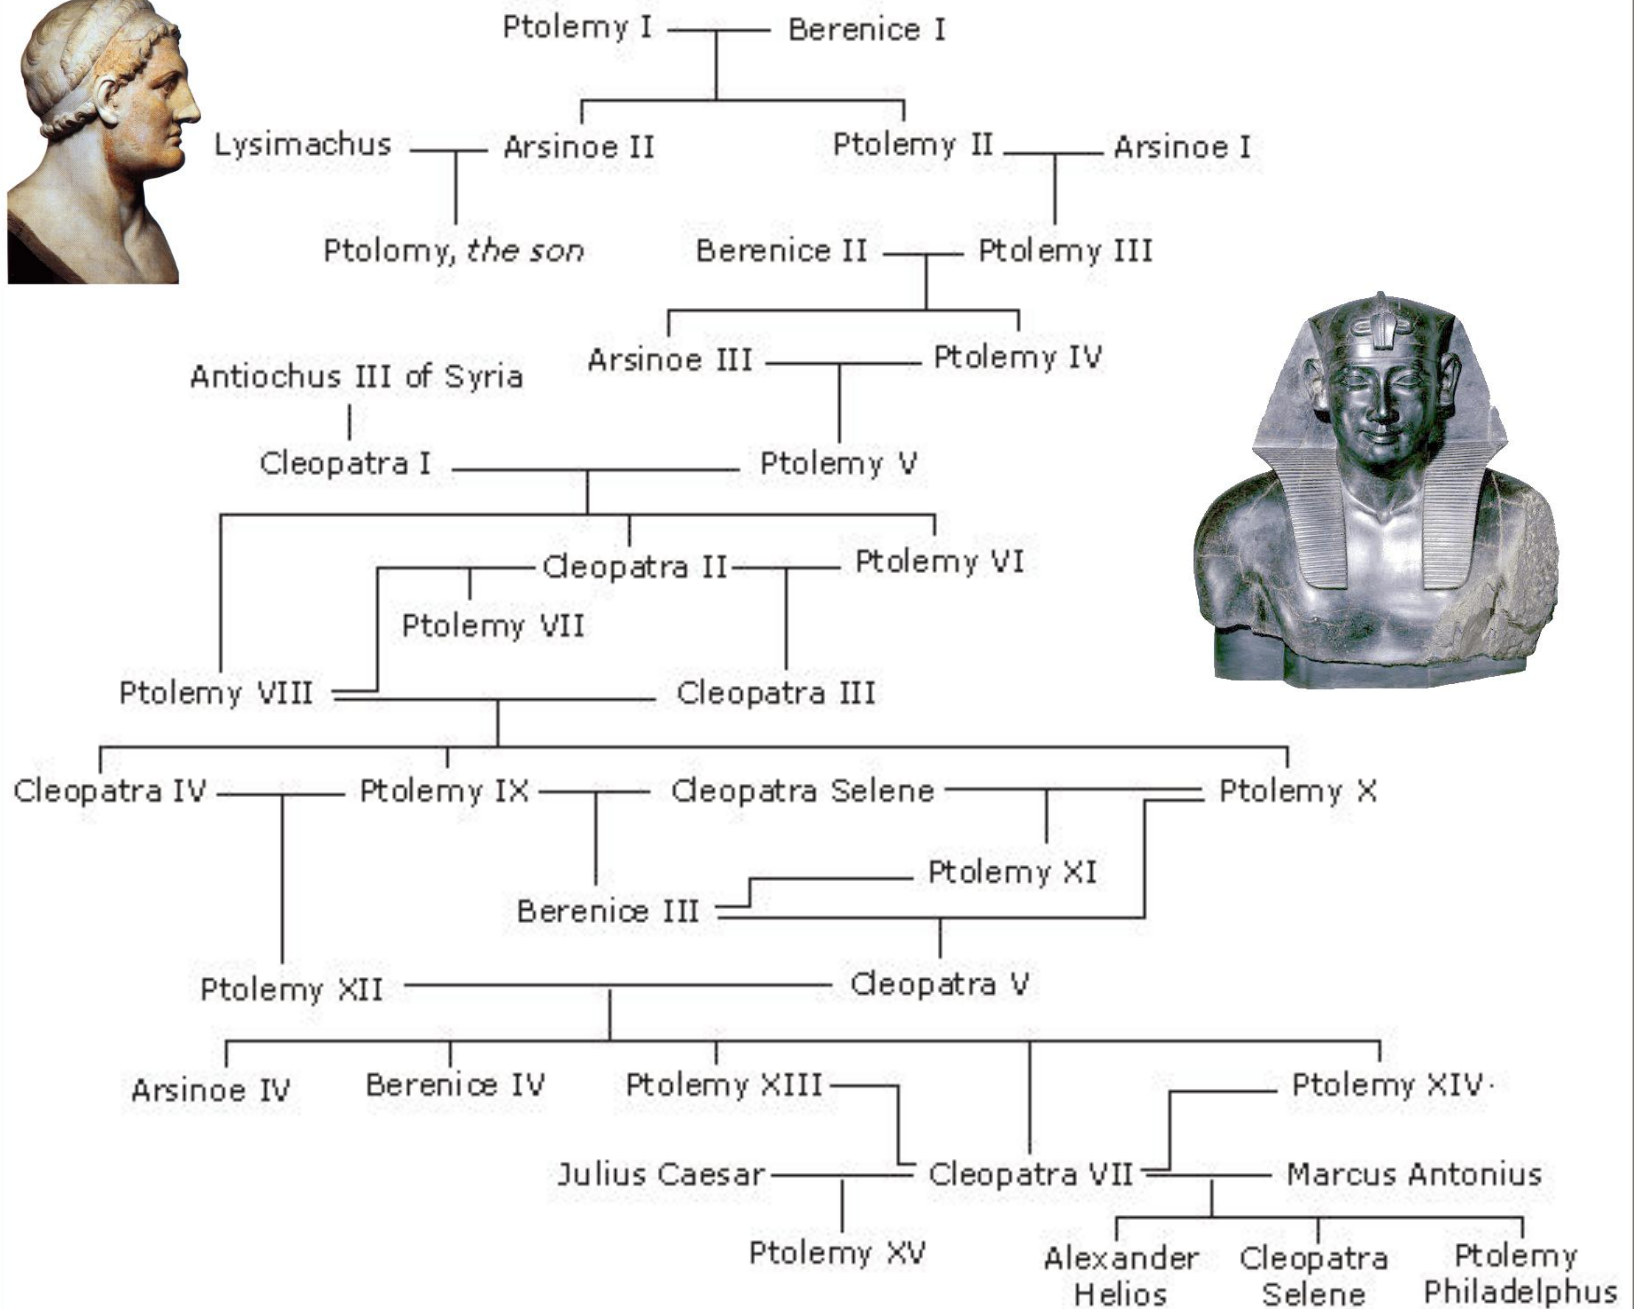 Ptolemy I Berenice I
Lysimachus Arsinoe II Ptolemy II Arsinoe I
Ptolomy, the son Berenice II Ptolemy III
Arsinoe III Ptolemy IV
Antiochus III of Syria
Cleopatra I Ptolemy V
Cleopatra II Ptolemy VI
Ptolemy VII
Ptolemy VIII Cleopatra III
Cleopatra IV Ptolemy IX Cleopatra Selene Ptolemy X
Ptolemy XI
Berenice III
Ptolemy XII Cleopatra V
Arsinoe IV Berenice IV Ptolemy XIII Ptolemy XIV
Julius Caesar Cleopatra VII Marcus Antonius
Ptolemy XV
Alexander
Helios
Cleopatra
Selene
Ptolemy
Philadelphus